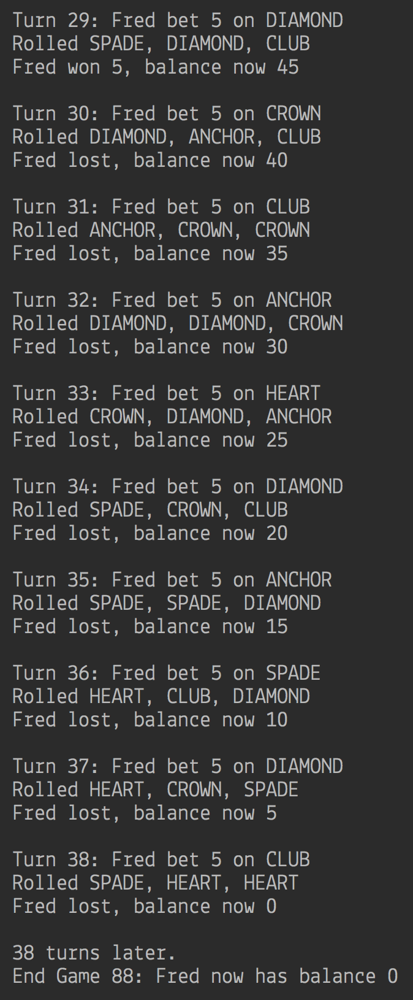 Turn 29: Fred bet 5 on DIAMOND
Rolled SPADE, DIAMOND, CLUB
Fred won 5, balance now 45
Turn 30: Fred bet 5 on CROWN
Rolled DIAMOND, ANCHOR, CLUB
Fred lost, balance now 40
Turn 31: Fred bet 5 on CLUB
Rolled ANCHOR, CROWN, CROWN
Fred lost, balance now 35
Turn 32: Fred bet 5 on ANCHOR
Rolled DIAMOND, DIAMOND, CROWN
Fred lost, balance now 30
Turn 33: Fred bet 5 on HEART
Rolled CROWN, DIAMOND, ANCHOR
Fred lost, balance now 25
Turn 34: Fred bet 5 on DIAMOND
Rolled SPADE, CROWN, CLUB
Fred lost, balance now 20
Turn 35: Fred bet 5 on ANCHOR
Rolled SPADE, SPADE, DIAMOND
Fred lost, balance now 15
Turn 36: Fred bet 5 on SPADE
Rolled HEART, CLUB, DIAMOND
Fred lost, balance now 10
Turn 37: Fred bet 5 on DIAMOND
Rolled HEART, CROWN, SPADE
Fred lost, balance now 5
Turn 38: Fred bet 5 on CLUB
Rolled SPADE, HEART, HEART
Fred lost, balance now 0
38 turns later.
End Game 88: Fred now has balance 0